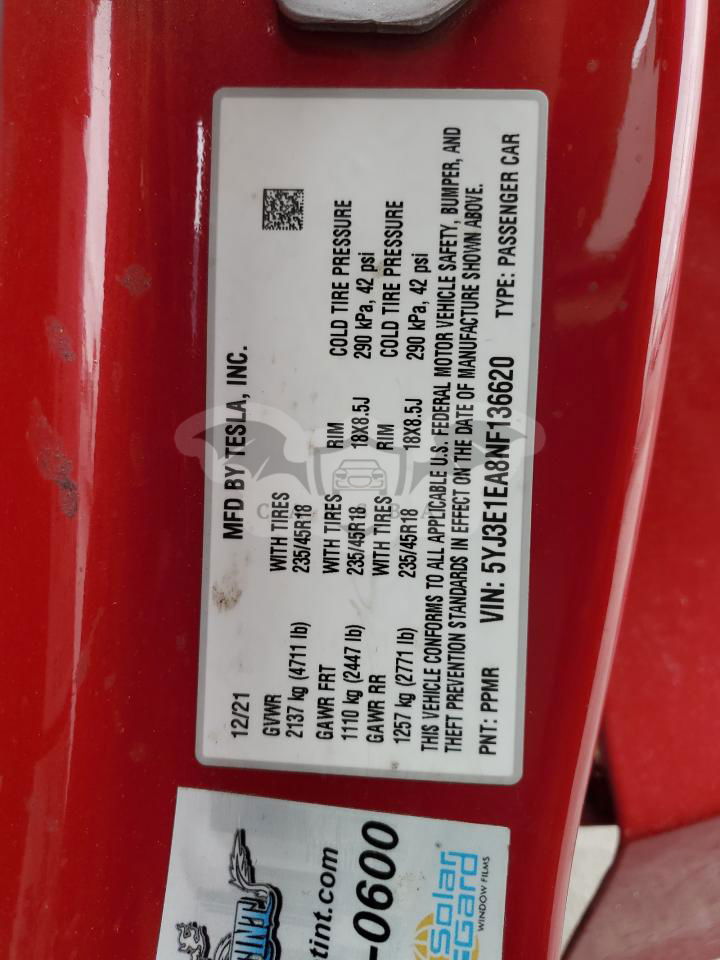 12/21 MFD BY TESLA, INC.
GVWR WITH TIRES
2137 kg (4711 lb) 235/45R18
GAWR FRT RIM COLD TIRE PRESSURE
1110 kg (2447 lb) 235/45R18 18X8.5J 290 kPa, 42 psi
GAWR RR WITH TIRES RIM COLD TIRE PRESSURE
1257 kg (2771 lb) 235/45R18 18X8.5J 290 kPa, 42 psi
THIS VEHICLE CONFORMS TO ALL APPLICABLE U.S. FEDERAL MOTOR VEHICLE SAFETY, BUMPER, AND
THEFT PREVENTION STANDARDS IN EFFECT ON THE DATE OF MANUFACTURE SHOWN ABOVE.
PNT: PPMR VIN: 5YJ3E1EA8NF136620 TYPE: PASSENGER CAR
tint.com
-0600
Solar
Gard
WINDOW FILMS